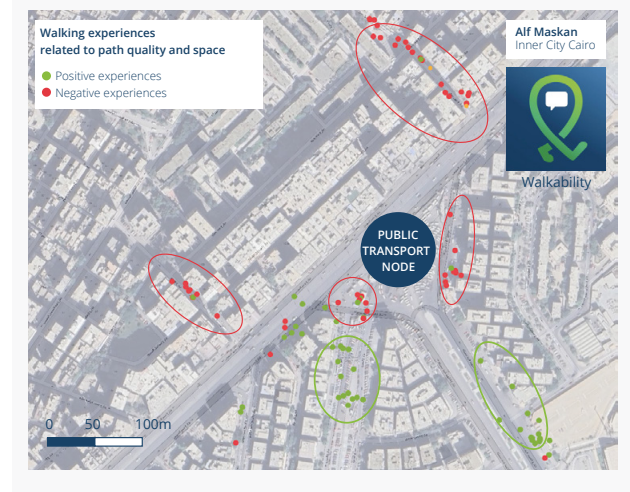 Walking experiences
related to path quality and space
Positive experiences
Negative experiences
Alf Maskan
Inner City Cairo
Walkability
PUBLIC
TRANSPORT
NODE
0 50 100m